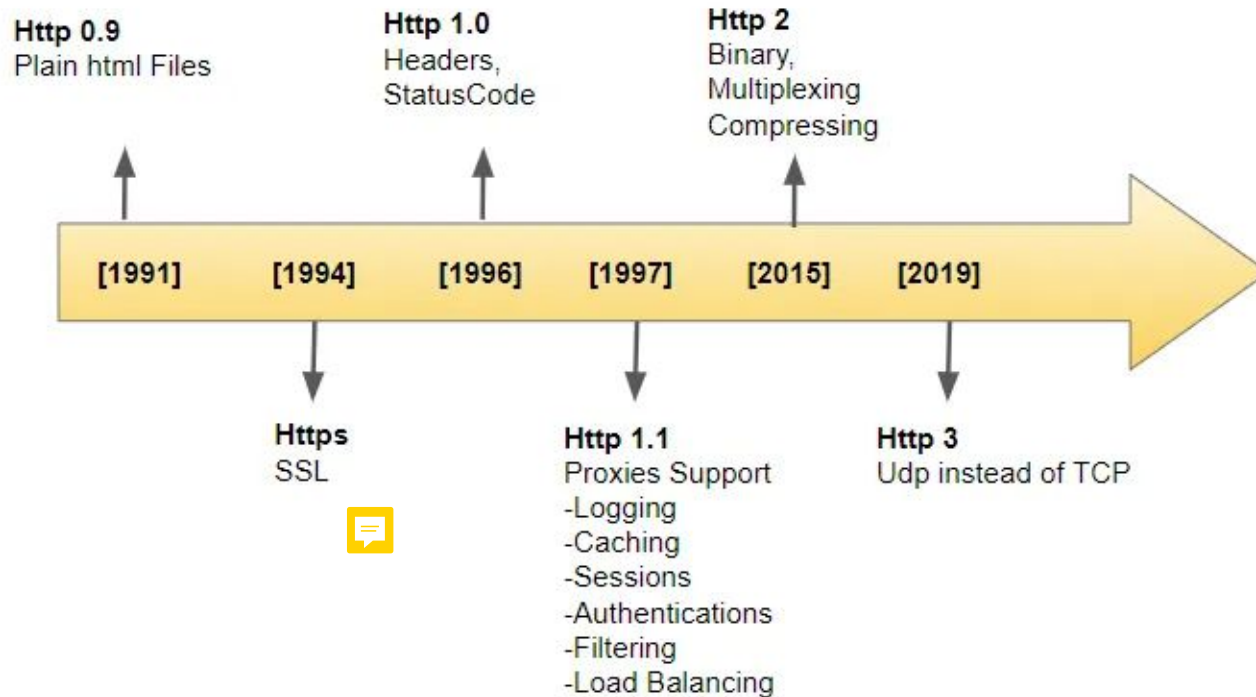 Http 0.9
Plain html Files
Http 1.0
Headers,
StatusCode
Http 2
Binary,
Multiplexing
Compressing
[1991]
[1994]
[1996]
[1997]
[2015]
[2019]
Https
SSL
Http 1.1
Proxies Support
-Logging
-Caching
-Sessions
-Authentications
-Filtering
-Load Balancing
Http 3
Udp instead of TCP